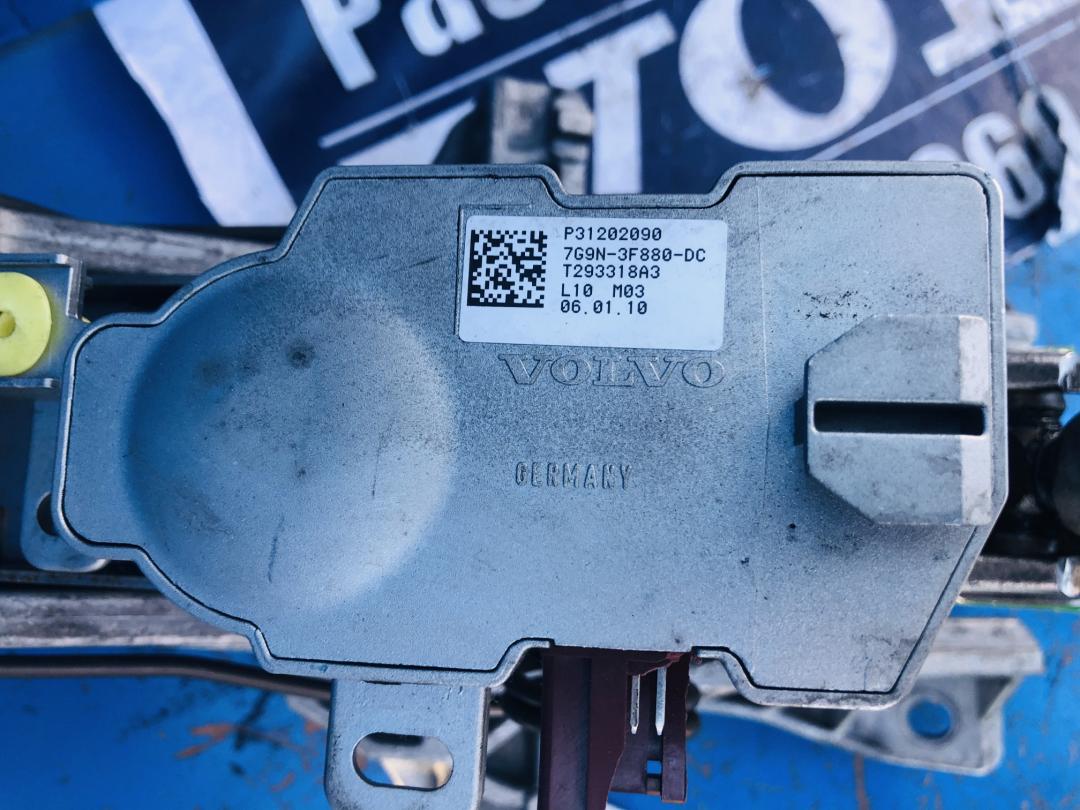 P31202090
7G9N-3F880-DC
T293318A3
L10 M03
06.01.10
VOLVO
GERMANY